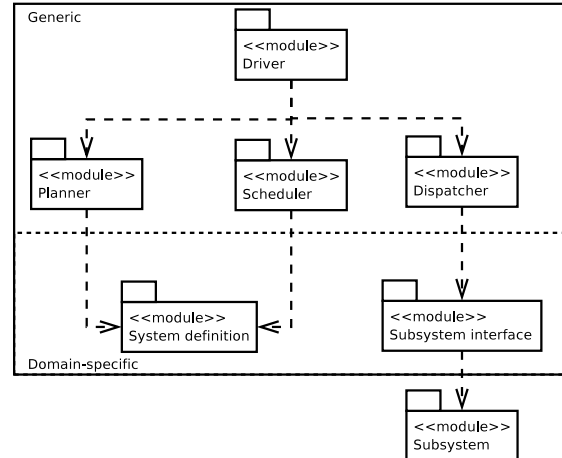 Generic
<<module>>
Driver
<<module>>
Planner
<<module>>
Scheduler
<<module>>
Dispatcher
<<module>>
System definition
<<module>>
Subsystem interface
Domain-specific
<<module>>
Subsystem